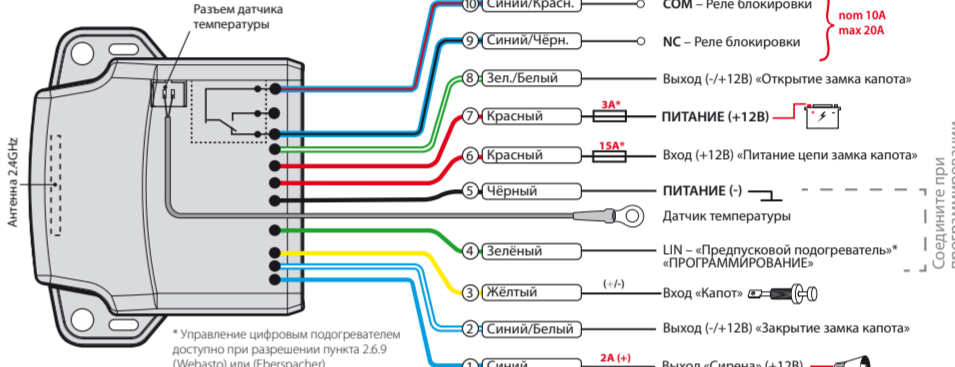 Разъем датчика
температуры
Антенна 2.4GHz
10 Синий/Красн. COM – Реле блокировки
nom 10A
max 20A
9 Синий/Чёрн. NC – Реле блокировки
8 Зел./Белый Выход (-/+12В) «Открытие замка капота»
7 Красный 3A* ПИТАНИЕ (+12В)
6 Красный 15A* Вход (+12В) «Питание цепи замка капота»
5 Чёрный ПИТАНИЕ (-)
Датчик температуры
4 Зелёный LIN – «Предпусковой подогреватель»*
«ПРОГРАММИРОВАНИЕ»
3 Жёлтый (+/-) Вход «Капот»
2 Синий/Белый Выход (-/+12В) «Закрытие замка капота»
1 Синий 2A (+) Выход «Сирена» (+12В)
Соедините при
* Управление цифровым подогревателем
доступно при разрешении пункта 2.6.9
(Webasto) или (Eberspacher)